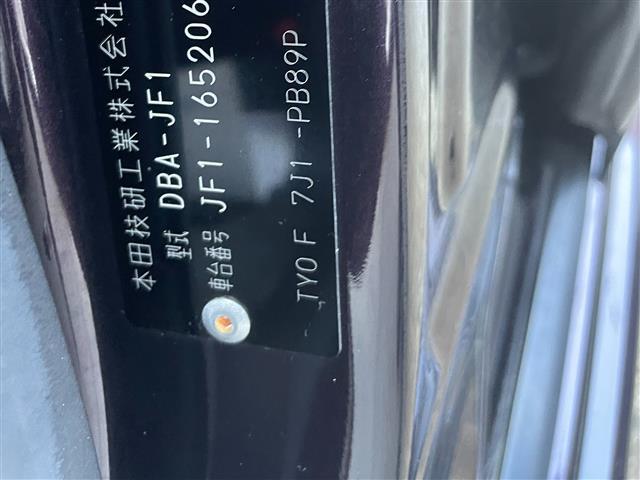 本田技研工業株式会社
型式 DBA-JF1
車台番号 JF1-165206
TY0 F 7J1 -PB89P